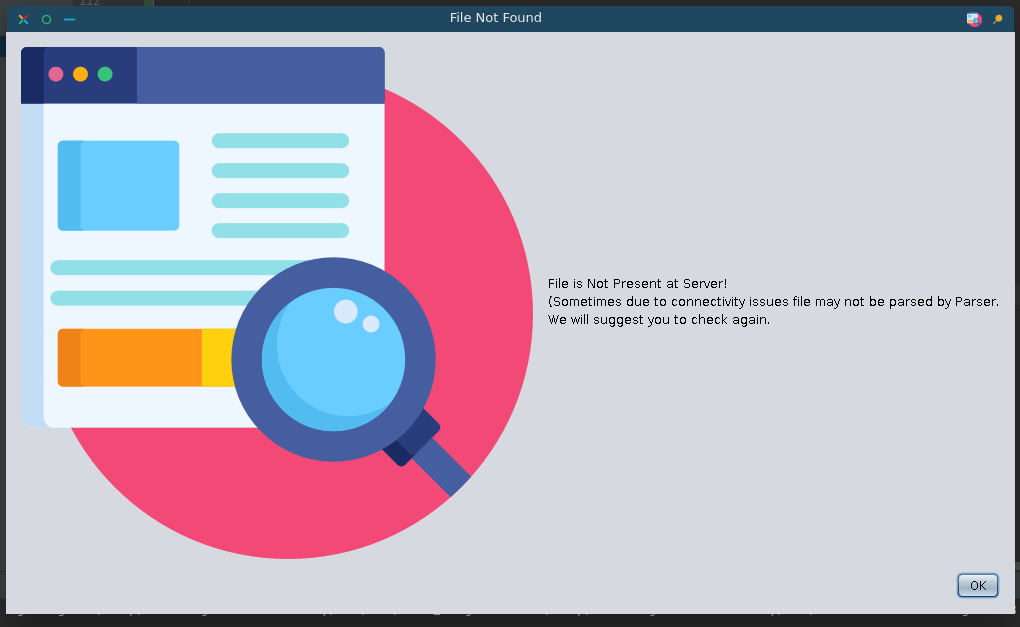 112
File Not Found
File is Not Present at Server!
(Sometimes due to connectivity issues file may not be parsed by Parser.
We will suggest you to check again.
OK